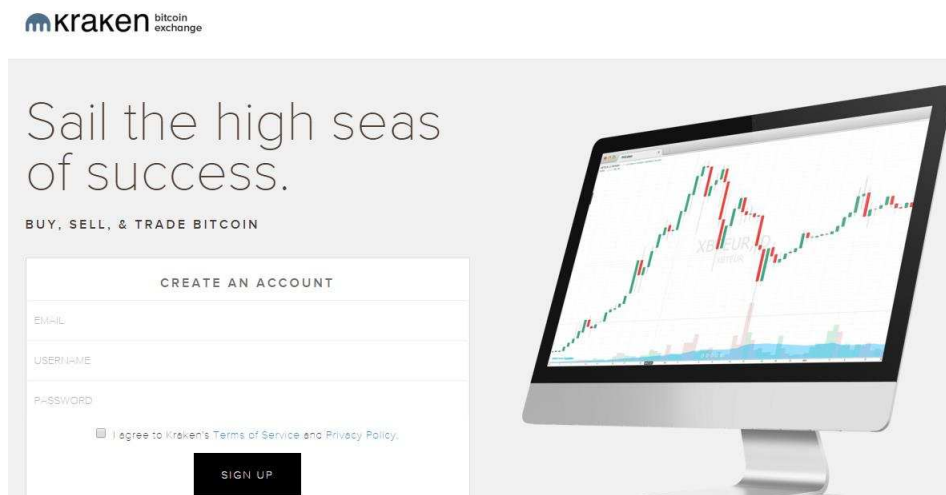 kraken bitcoin
exchange
Sail the high seas
of success.
BUY, SELL, & TRADE BITCOIN
CREATE AN ACCOUNT
EMAIL
USERNAME
PASSWORD
I agree to Kraken's Terms of Service and Privacy Policy.
SIGN UP